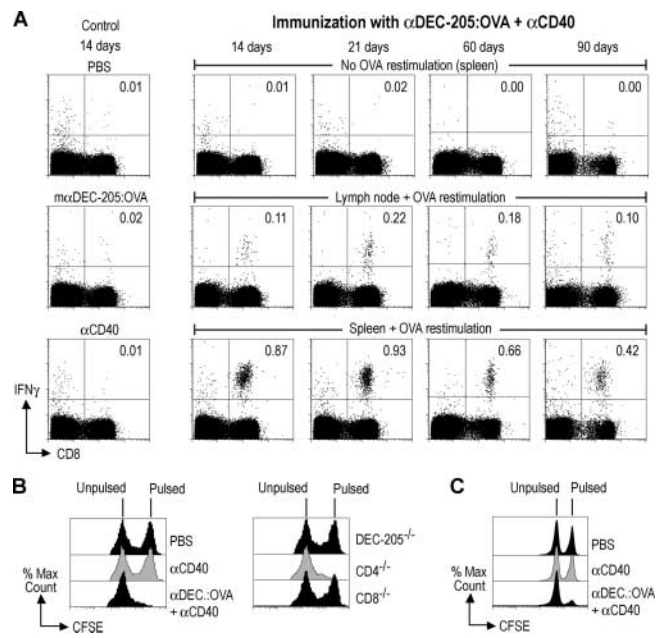 A
Control
14 days
PBS
Immunization with αDEC-205:OVA + αCD40
14 days 21 days 60 days 90 days
No OVA restimulation (spleen)
0.01 0.01 0.02 0.00 0.00
mαDEC-205:OVA
Lymph node + OVA restimulation
0.02 0.11 0.22 0.18 0.10
αCD40
Spleen + OVA restimulation
0.01 0.87 0.93 0.66 0.42
IFNγ
CD8
B
Unpulsed Pulsed
PBS
αCD40
αDEC.:OVA
+ αCD40
% Max
Count
CFSE
Unpulsed Pulsed
DEC-205-/-
CD4-/-
CD8-/-
C
Unpulsed Pulsed
PBS
αCD40
αDEC.:OVA
+ αCD40
% Max
Count
CFSE